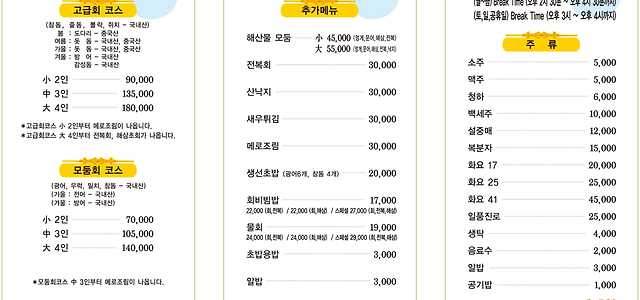 고급회 코스
(참돔, 줄돔, 볼락, 쥐치 - 국내산)
봄 : 도다리 - 중국산
여름 : 돗 돔 - 국내산, 중국산
가을 : 돗 돔 - 국내산, 중국산
겨울 : 방 어 - 국내산
감성돔 - 국내산
小 2인 90,000
中 3인 135,000
大 4인 180,000
*고급회코스 小 2인부터 메로조림이 나옵니다.
*고급회코스 大 4인부터 전복회, 해삼초회가 나옵니다.
모둠회 코스
(광어, 우럭, 밀치, 참돔 - 국내산)
(가을 : 전어 - 국내산)
(가을 : 방어 - 국내산)
小 2인 70,000
中 3인 105,000
大 4인 140,000
*모둠회코스 中 3인부터 메로조림이 나옵니다.
추가메뉴
해산물 모둠 小 45,000 (멍게,문어,해삼,전복)
大 55,000 (멍게,문어,해삼,전복,낙지)
전복회 30,000
산낙지 30,000
새우튀김 30,000
메로조림 30,000
생선초밥 (광어6개, 참돔 4개) 20,000
회비빔밥 17,000
22,000 (회,전복) / 22,000 (회,해삼) / 스페셜 27,000 (회,전복,해삼)
물회 19,000
24,000 (회,전복) / 24,000 (회,해삼) / 스페셜 29,000 (회,전복,해삼)
초밥용밥 3,000
알밥 3,000
(월~금) Break Time (오후 2시 30분 ~ 오후 4시 30분까지)
(토,일,공휴일) Break Time (오후 3시 ~ 오후 4시까지)
주 류
소주 5,000
맥주 5,000
청하 6,000
백세주 10,000
설중매 12,000
복분자 15,000
화요 17 20,000
화요 25 25,000
화요 41 45,000
일품진로 25,000
생탁 4,000
음료수 2,000
알밥 3,000
공기밥 1,000